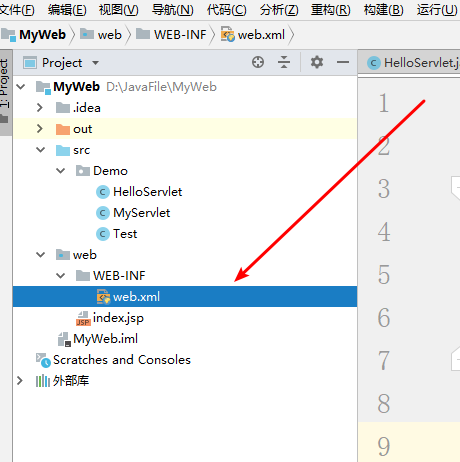 文件(F) 编辑(E) 视图(V) 导航(N) 代码(C) 分析(Z) 重构(R) 构建(B) 运行(U)
MyWeb web WEB-INF web.xml
1: Project
Project
HelloServlet.j
MyWeb D:\JavaFile\MyWeb
.idea
out
src
Demo
HelloServlet
MyServlet
Test
web
WEB-INF
web.xml
index.jsp
MyWeb.iml
Scratches and Consoles
外部库
1
2
3
4
5
6
7
8
9